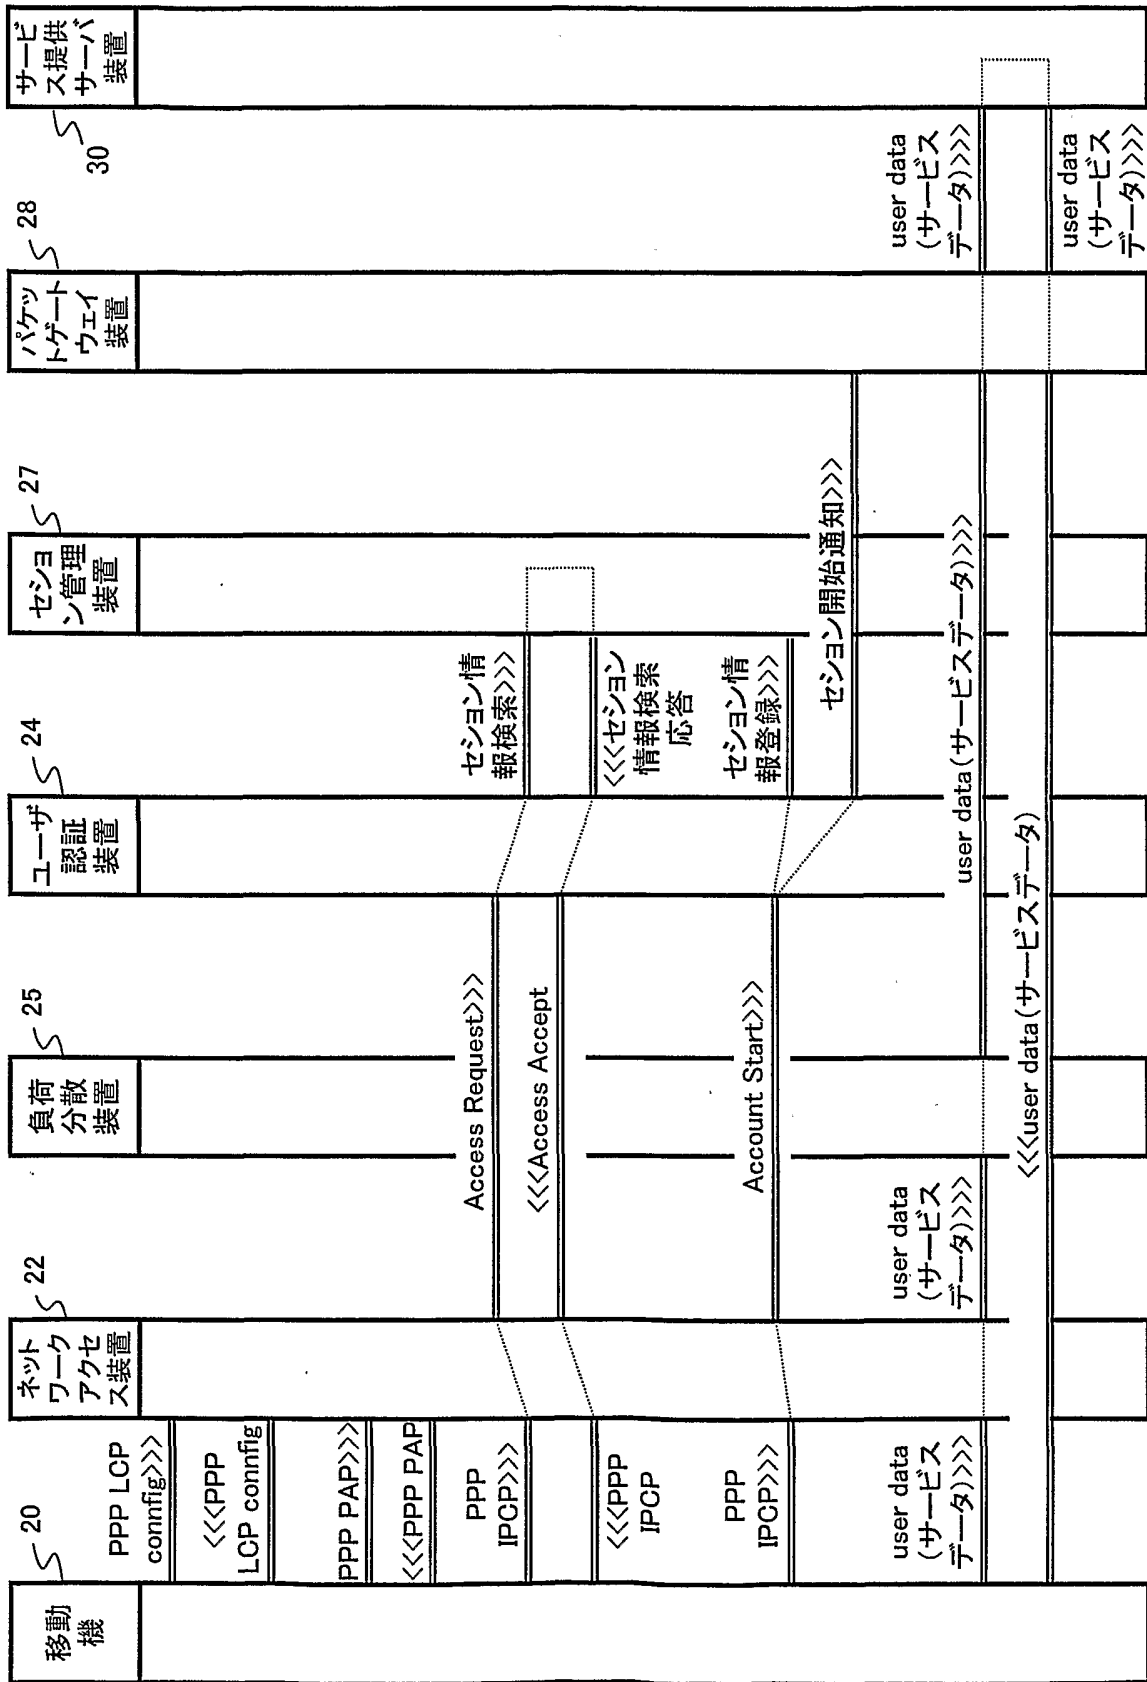 移動
機
20
ネット
ワーク
アクセ
ス装置
22
負荷
分散
装置
25
ユーザ
認証
装置
24
セショ
ン管理
装置
27
パケッ
トゲート
ウェイ
装置
28
サービ
ス提供
サーバ
装置
30
PPP LCP
connfig>>>
<<<PPP
LCP connfig
PPP PAP>>>
<<<PPP PAP
PPP
IPCP>>>
Access Request>>>
セション情
報検索>>>
<<<セション
情報検索
応答
<<<Access Accept
<<<PPP
IPCP
PPP
IPCP>>>
Account Start>>>
セション情
報登録>>>
セション開始通知>>>
user data
(サービス
データ)>>>
user data
(サービス
データ)>>>
user data(サービスデータ)>>>
user data
(サービス
データ)>>>
<<<user data(サービスデータ)
user data
(サービス
データ)>>>